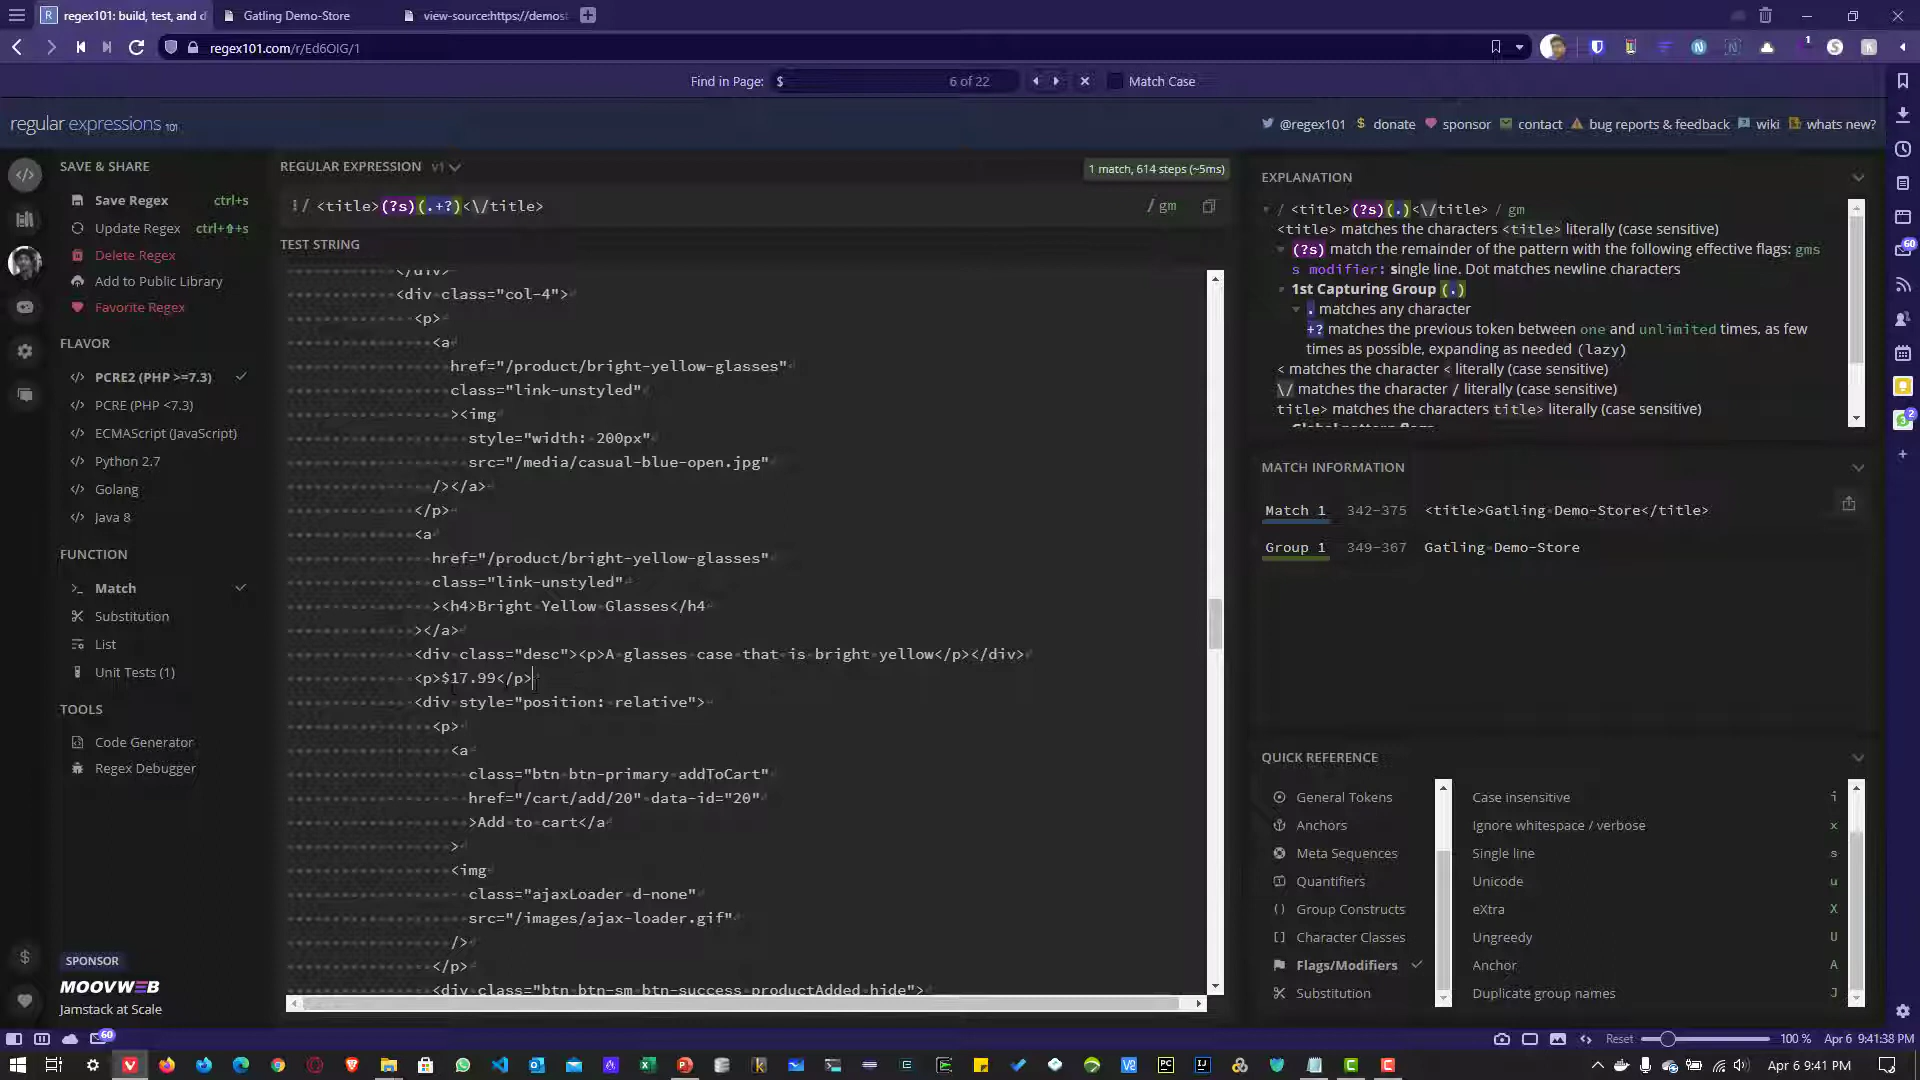 regex101: build, test, and d
Gatling Demo-Store
view-source:https://demost
regex101.com/r/Ed6OIG/1
Find in Page: $ 6 of 22 Match Case
regular expressions 101
@regex101 $ donate sponsor contact bug reports & feedback wiki whats new?
SAVE & SHARE
Save Regex ctrl+s
Update Regex ctrl+⇧+s
Delete Regex
Add to Public Library
Favorite Regex
FLAVOR
</> PCRE2 (PHP >=7.3)
</> PCRE (PHP <7.3)
</> ECMAScript (JavaScript)
</> Python 2.7
</> Golang
</> Java 8
FUNCTION
>_ Match
Substitution
List
Unit Tests (1)
TOOLS
Code Generator
Regex Debugger
SPONSOR
MOOVWEB
Jamstack at Scale
REGULAR EXPRESSION v1
1 match, 614 steps (~5ms)
/ <title>(?s)(.+?)<\/title> / gm
TEST STRING
</div>
<div class="col-4">
<p>
<a
href="/product/bright-yellow-glasses"
class="link-unstyled"
><img
style="width: 200px"
src="/media/casual-blue-open.jpg"
/></a>
</p>
<a
href="/product/bright-yellow-glasses"
class="link-unstyled"
><h4>Bright Yellow Glasses</h4
></a>
<div class="desc"><p>A glasses case that is bright yellow</p></div>
<p>$17.99</p>
<div style="position: relative">
<p>
<a
class="btn btn-primary addToCart"
href="/cart/add/20" data-id="20"
>Add to cart</a
>
<img
class="ajaxLoader d-none"
src="/images/ajax-loader.gif"
/>
</p>
<div class="btn btn-sm btn-success productAdded hide">
EXPLANATION
/ <title>(?s)(.)<\/title> / gm
<title> matches the characters <title> literally (case sensitive)
(?s) match the remainder of the pattern with the following effective flags: gms
s modifier: single line. Dot matches newline characters
1st Capturing Group (.)
. matches any character
+? matches the previous token between one and unlimited times, as few
times as possible, expanding as needed (lazy)
< matches the character < literally (case sensitive)
\/ matches the character / literally (case sensitive)
title> matches the characters title> literally (case sensitive)
Global pattern flags
MATCH INFORMATION
Match 1 342-375 <title>Gatling Demo-Store</title>
Group 1 349-367 Gatling Demo-Store
QUICK REFERENCE
General Tokens
Anchors
Meta Sequences
Quantifiers
Group Constructs
Character Classes
Flags/Modifiers
Substitution
Case insensitive i
Ignore whitespace / verbose x
Single line s
Unicode u
eXtra X
Ungreedy U
Anchor A
Duplicate group names J
60
Reset 100 % Apr 6 9:41:38 PM
Apr 6 9:41 PM